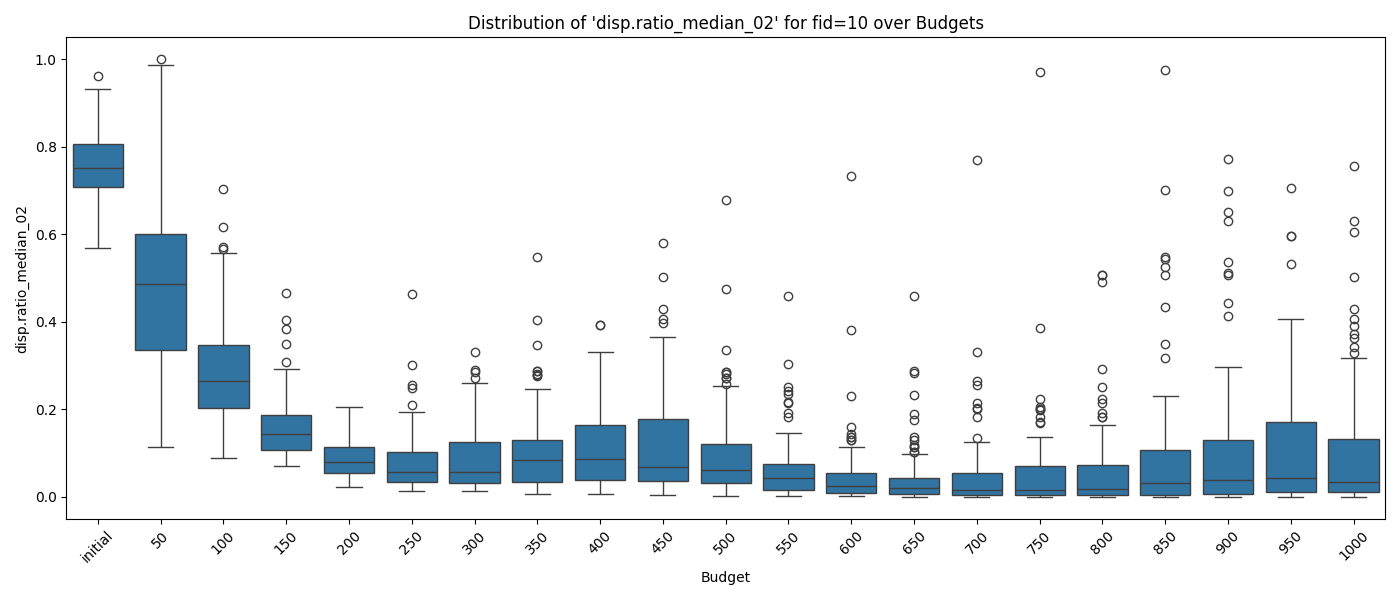 Distribution of 'disp.ratio_median_02' for fid=10 over Budgets
disp.ratio_median_02
1.0
0.8
0.6
0.4
0.2
0.0
initial 50 100 150 200 250 300 350 400 450 500 550 600 650 700 750 800 850 900 950 1000
Budget